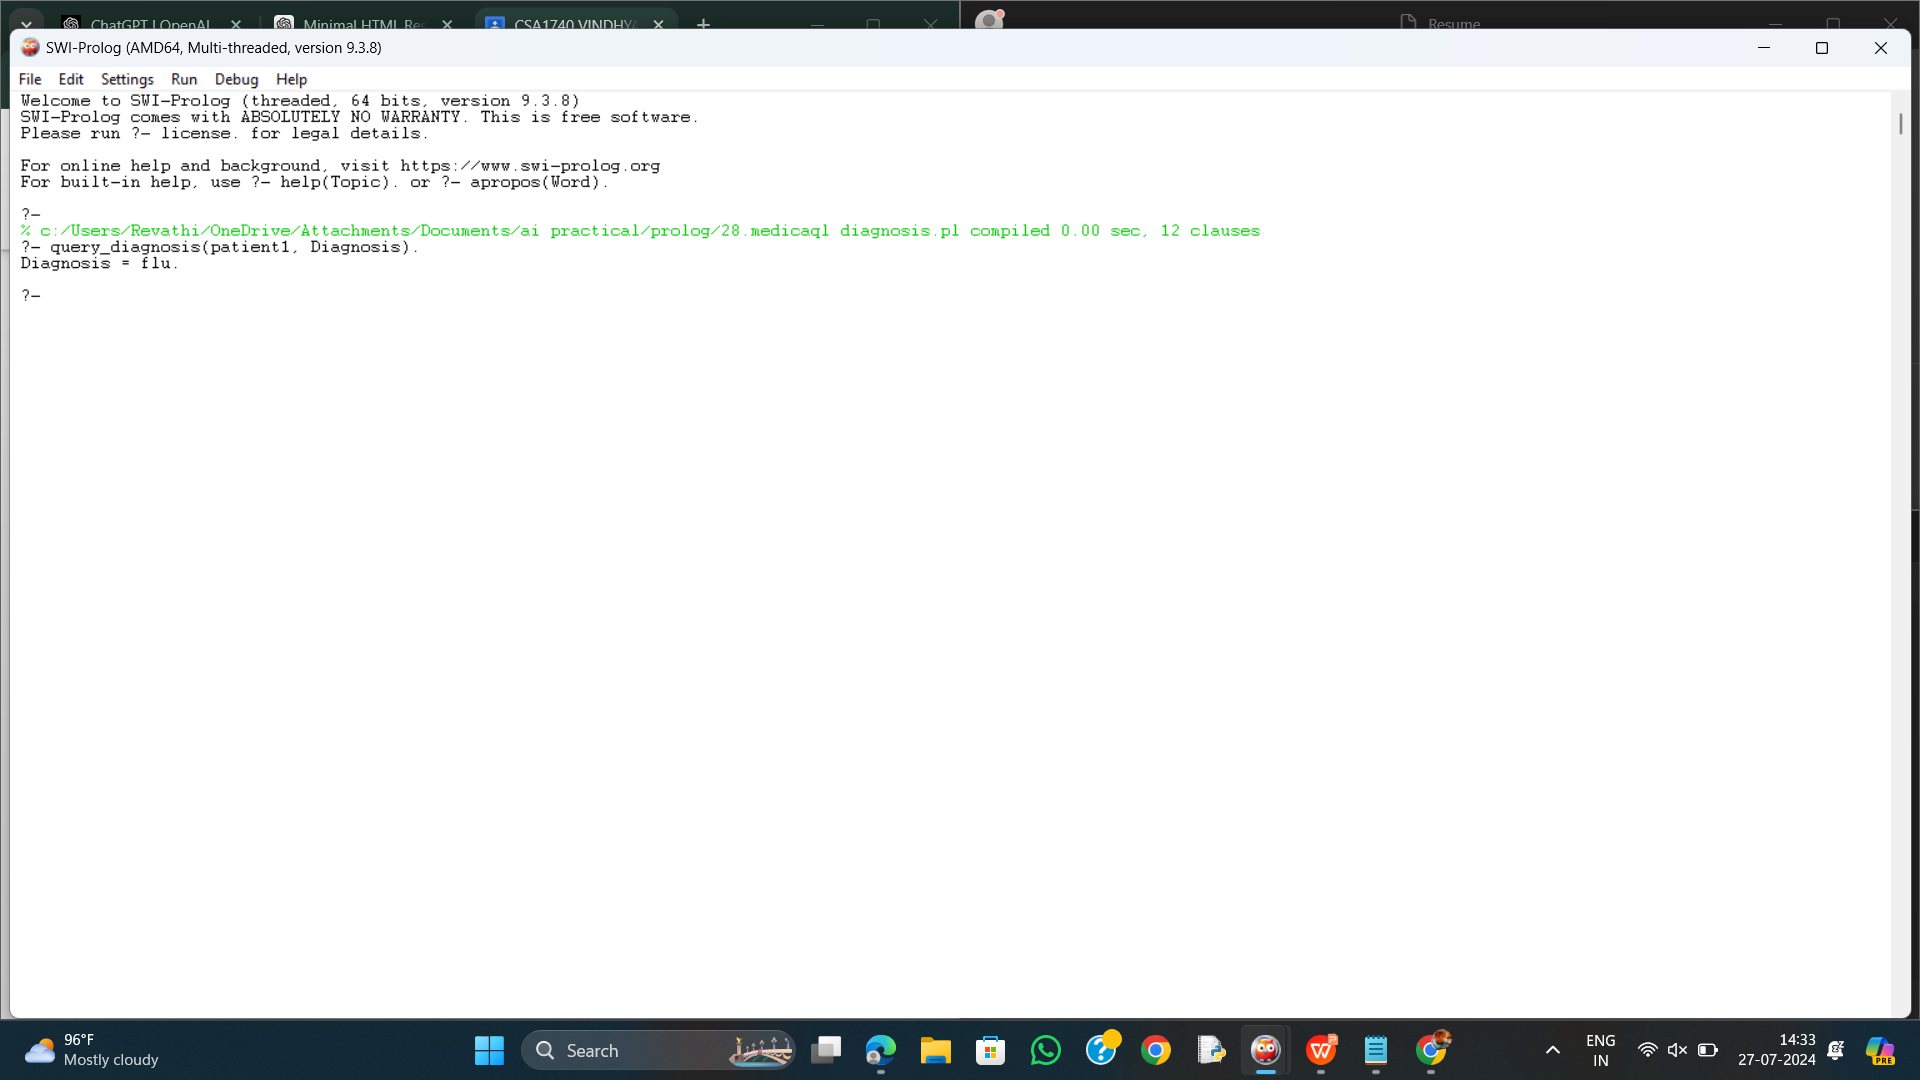 ChatGPT | OpenAI
Minimal HTML Res
CSA1740 VINDHYA
Resume
SWI-Prolog (AMD64, Multi-threaded, version 9.3.8)
File Edit Settings Run Debug Help
Welcome to SWI-Prolog (threaded, 64 bits, version 9.3.8)
SWI-Prolog comes with ABSOLUTELY NO WARRANTY. This is free software.
Please run ?- license. for legal details.
For online help and background, visit https://www.swi-prolog.org
For built-in help, use ?- help(Topic). or ?- apropos(Word).
?-
% c:/Users/Revathi/OneDrive/Attachments/Documents/ai practical/prolog/28.medicaql diagnosis.pl compiled 0.00 sec, 12 clauses
?- query_diagnosis(patient1, Diagnosis).
Diagnosis = flu.
?-
96°F
Mostly cloudy
Search
ENG
IN
14:33
27-07-2024
PRE